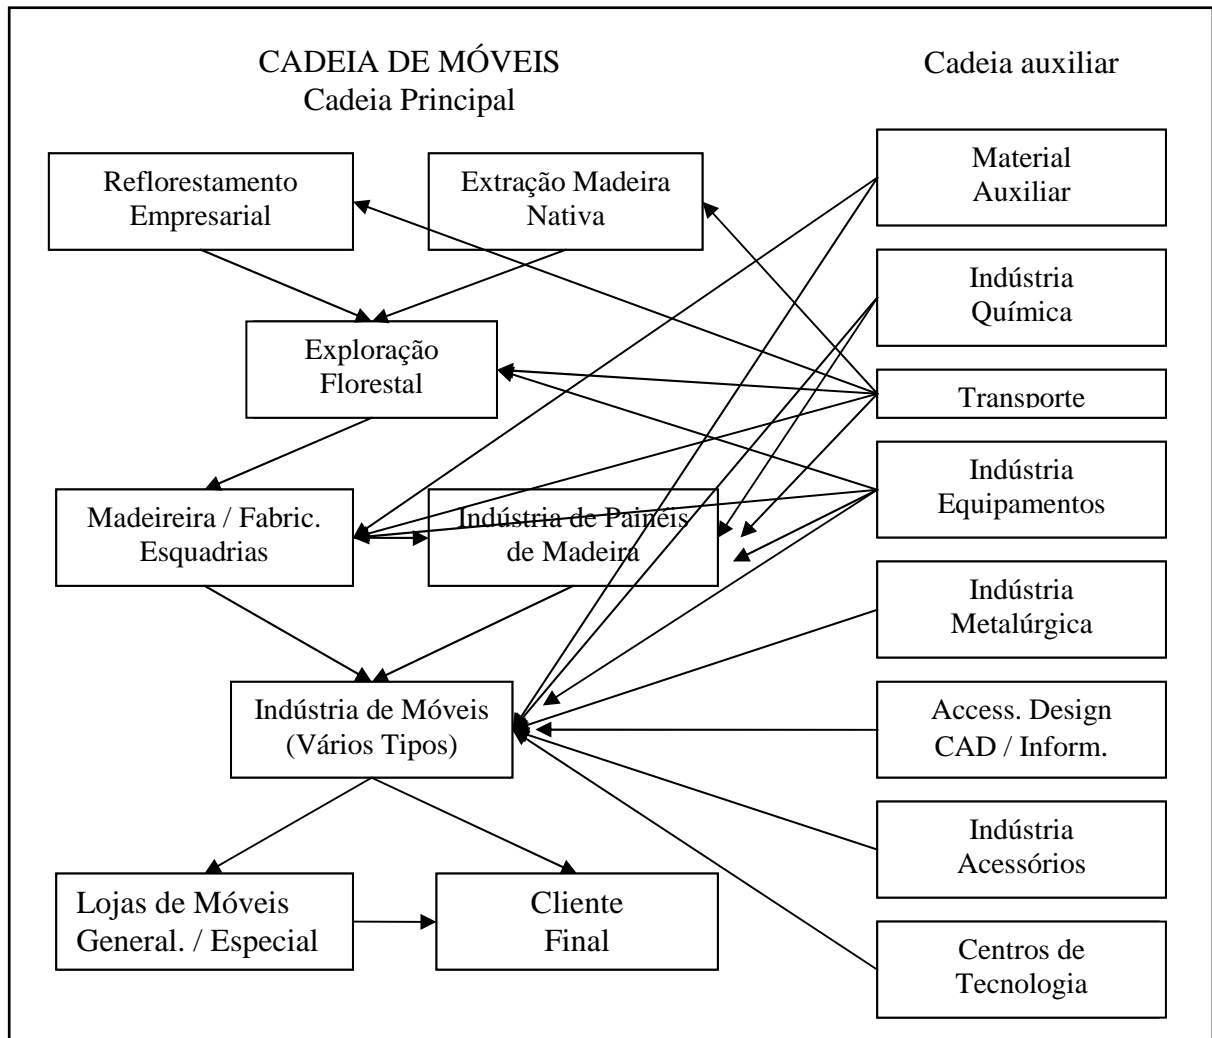 CADEIA DE MÓVEIS
Cadeia Principal
Cadeia auxiliar
Reflorestamento
Empresarial
Extração Madeira
Nativa
Exploração
Florestal
Madeireira / Fabric.
Esquadrias
Indústria de Painéis
de Madeira
Indústria de Móveis
(Vários Tipos)
Lojas de Móveis
General. / Especial
Cliente
Final
Material
Auxiliar
Indústria
Química
Transporte
Indústria
Equipamentos
Indústria
Metalúrgica
Access. Design
CAD / Inform.
Indústria
Acessórios
Centros de
Tecnologia